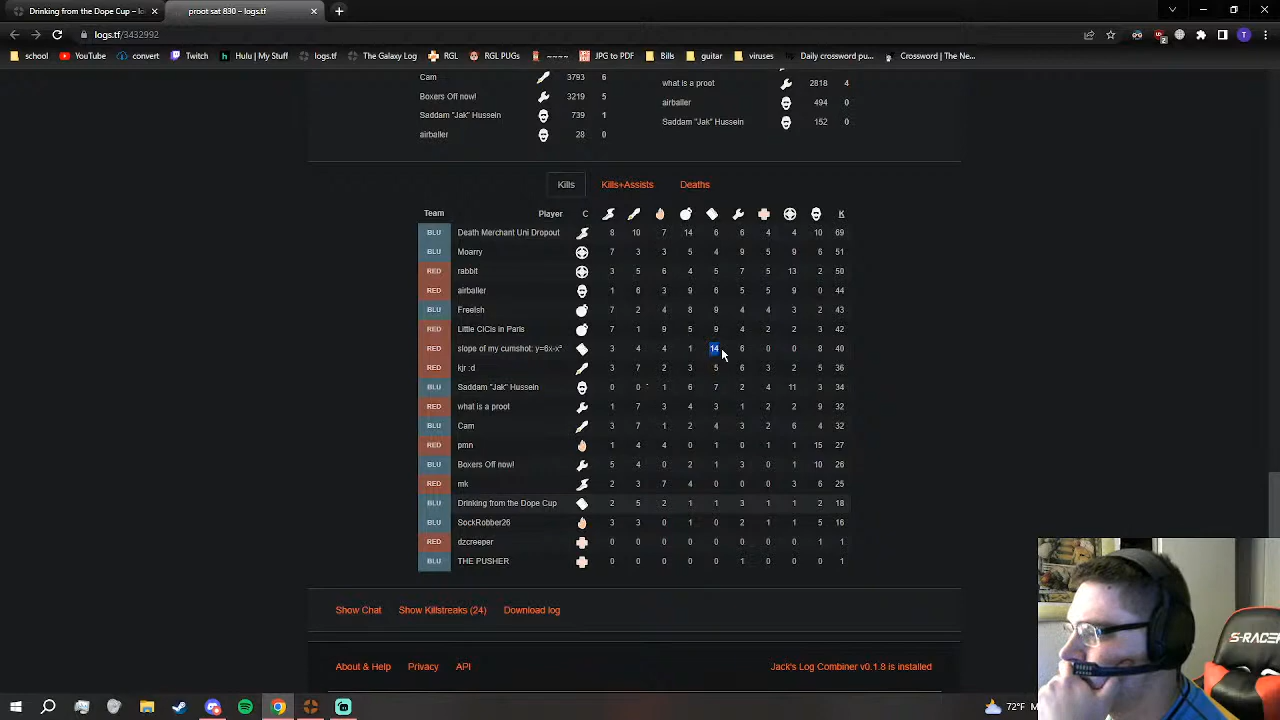 Drinking from the Dope Cup – lo
proot sat 830 – logs.tf
logs.tf/3432992
school YouTube convert Twitch Hulu | My Stuff logs.tf The Galaxy Log RGL RGL PUGs JPG to PDF Bills guitar viruses Daily crossword pu... Crossword | The Ne...
Cam 3793 6 what is a proot 2818 4
Boxers Off now! 3219 5 airballer 494 0
Saddam "Jak" Hussein 739 1 Saddam "Jak" Hussein 152 0
airballer 28 0
Kills Kills+Assists Deaths
Team Player C K
BLU Death Merchant Uni Dropout 8 10 7 14 6 6 4 4 10 69
BLU Moarry 7 3 3 5 4 9 5 9 6 51
RED rabbit 3 5 6 4 5 7 5 13 2 50
RED airballer 1 6 3 9 6 5 5 9 0 44
BLU Freelsh 7 2 4 8 9 4 4 3 2 43
RED Little CICIs in Paris 7 1 9 5 9 4 2 2 3 42
RED slope of my cumshot: y=6x-x² 3 4 4 1 14 6 0 0 8 40
RED kjr :d 3 7 2 3 5 6 3 2 5 36
BLU Saddam "Jak" Hussein 0 0 1 6 7 2 4 11 3 34
RED what is a proot 1 7 3 4 3 1 2 2 9 32
BLU Cam 3 7 1 2 4 3 2 6 4 32
RED pmn 1 4 4 0 1 0 1 1 15 27
BLU Boxers Off now! 5 4 0 2 1 3 0 1 10 26
RED mk 2 3 7 4 0 0 0 3 6 25
BLU Drinking from the Dope Cup 2 5 2 1 1 3 1 1 2 18
BLU SockRobber26 3 3 0 1 0 2 1 1 5 16
RED dzcreeper 0 0 0 0 0 0 0 0 1 1
BLU THE PUSHER 0 0 0 0 0 1 0 0 0 1
Show Chat Show Killstreaks (24) Download log
About & Help Privacy API Jack's Log Combiner v0.1.8 is installed
S-RACER
72°F